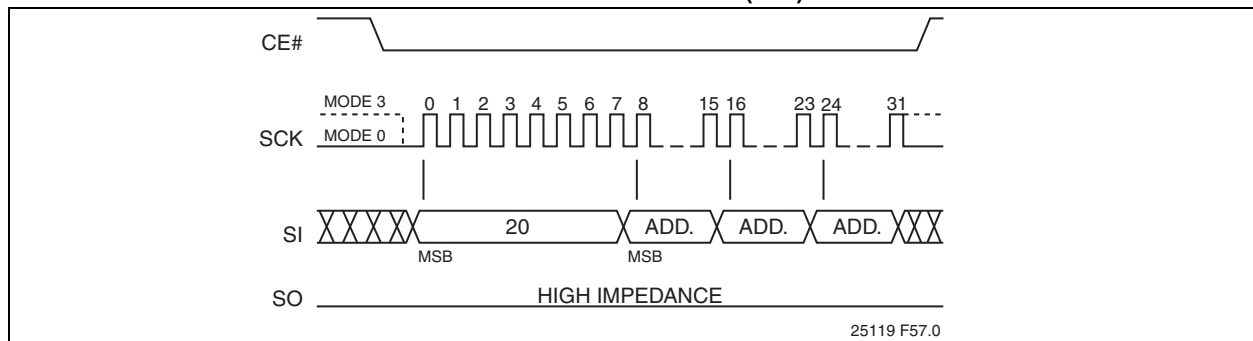 CE#
MODE 3 0 1 2 3 4 5 6 7 8 15 16 23 24 31
SCK MODE 0
SI 20 ADD. ADD. ADD.
MSB MSB
SO HIGH IMPEDANCE
25119 F57.0